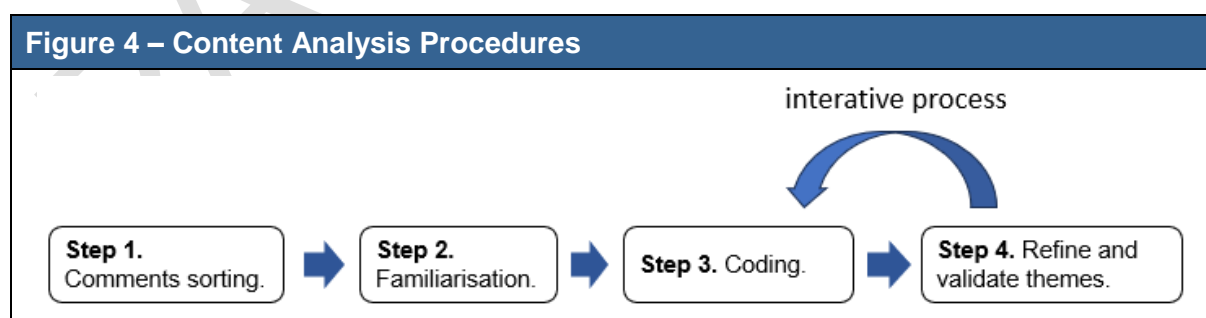 Figure 4 – Content Analysis Procedures
interative process
Step 1.
Comments sorting.
Step 2.
Familiarisation.
Step 3. Coding.
Step 4. Refine and
validate themes.